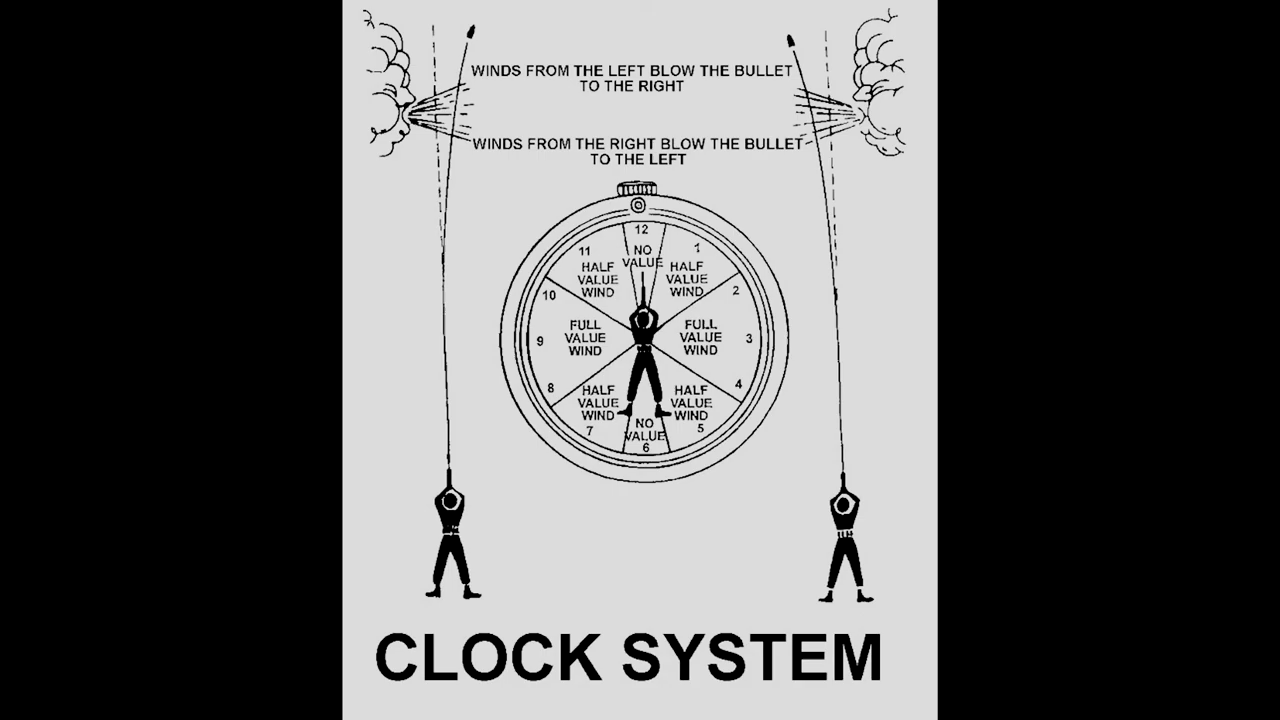 WINDS FROM THE LEFT BLOW THE BULLET
TO THE RIGHT
WINDS FROM THE RIGHT BLOW THE BULLET
TO THE LEFT
12
NO
VALUE
11
HALF
VALUE
WIND
1
HALF
VALUE
WIND
10
2
FULL
VALUE
WIND
9
FULL
VALUE
WIND
3
8
4
HALF
VALUE
WIND
7
HALF
VALUE
WIND
5
NO
VALUE
6
CLOCK SYSTEM